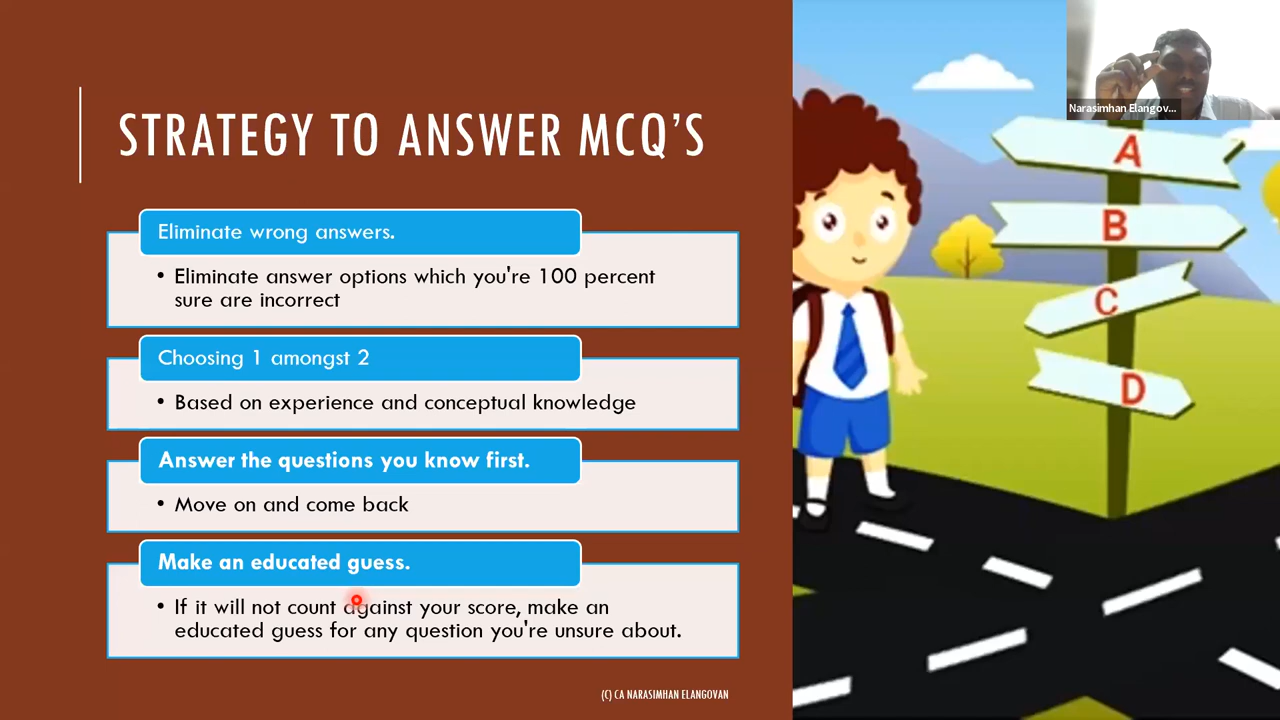 Narasimhan Elangov...
STRATEGY TO ANSWER MCQ'S
Eliminate wrong answers.
• Eliminate answer options which you're 100 percent
sure are incorrect
Choosing 1 amongst 2
• Based on experience and conceptual knowledge
Answer the questions you know first.
• Move on and come back
Make an educated guess.
• If it will not count against your score, make an
educated guess for any question you're unsure about.
(C) CA NARASIMHAN ELANGOVAN
A
B
C
D